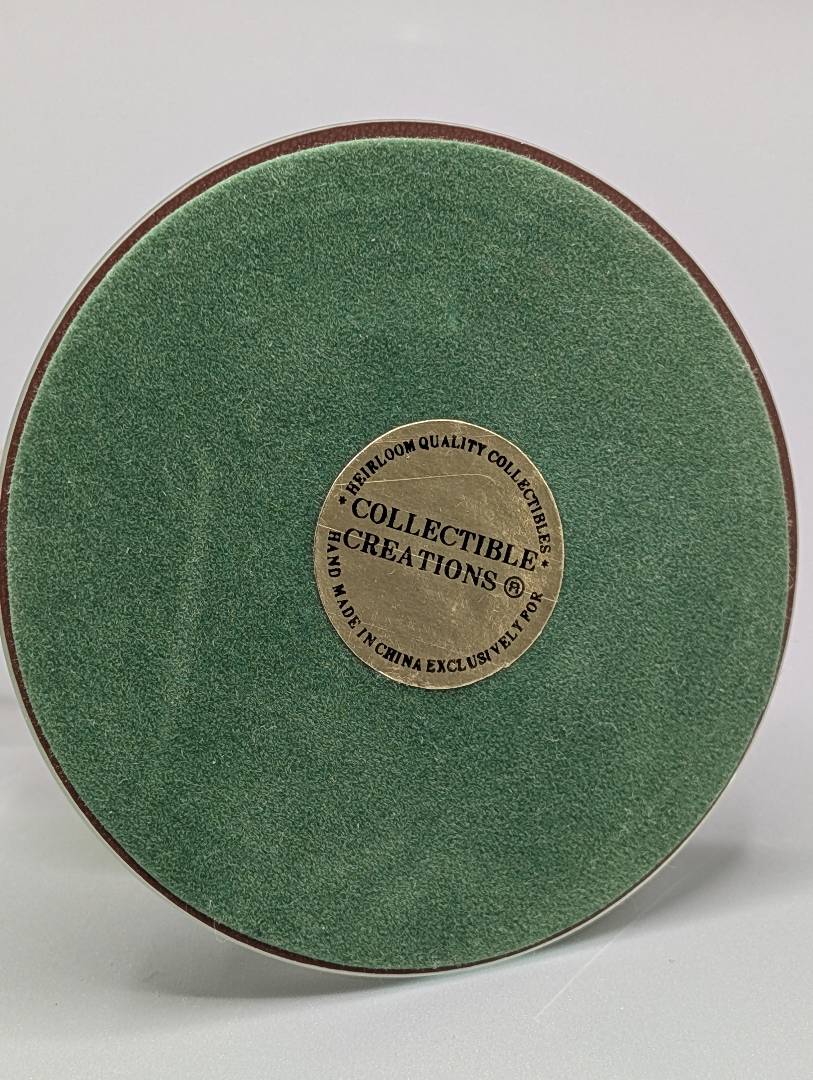 * HEIRLOOM QUALITY COLLECTIBLES *
COLLECTIBLE
CREATIONS ®
HAND MADE IN CHINA EXCLUSIVELY FOR